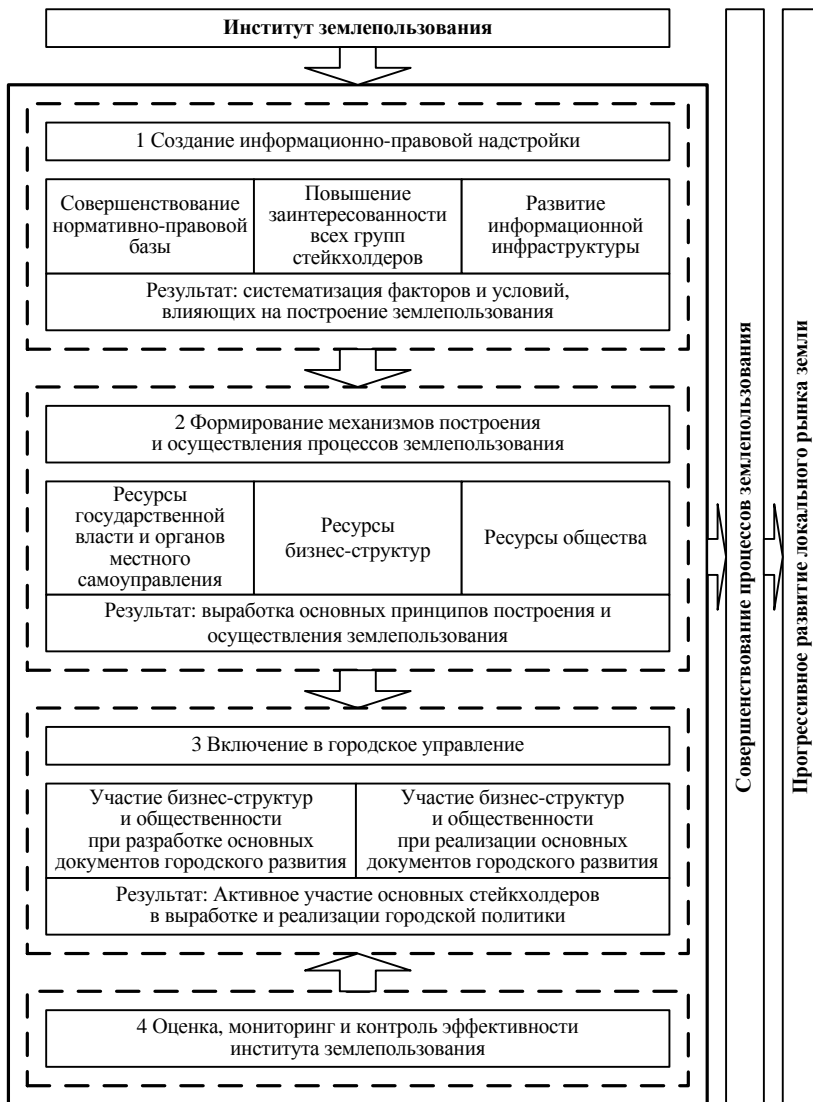 Институт землепользования
1 Создание информационно-правовой надстройки
Совершенствование
нормативно-правовой
базы
Повышение
заинтересованности
всех групп
стейкхолдеров
Развитие
информационной
инфраструктуры
Результат: систематизация факторов и условий,
влияющих на построение землепользования
2 Формирование механизмов построения
и осуществления процессов землепользования
Ресурсы
государственной
власти и органов
местного
самоуправления
Ресурсы
бизнес-структур
Ресурсы общества
Результат: выработка основных принципов построения и
осуществления землепользования
3 Включение в городское управление
Участие бизнес-структур
и общественности
при разработке основных
документов городского развития
Участие бизнес-структур
и общественности
при реализации основных
документов городского развития
Результат: Активное участие основных стейкхолдеров
в выработке и реализации городской политики
4 Оценка, мониторинг и контроль эффективности
института землепользования
Совершенствование процессов землепользования
Прогрессивное развитие локального рынка земли